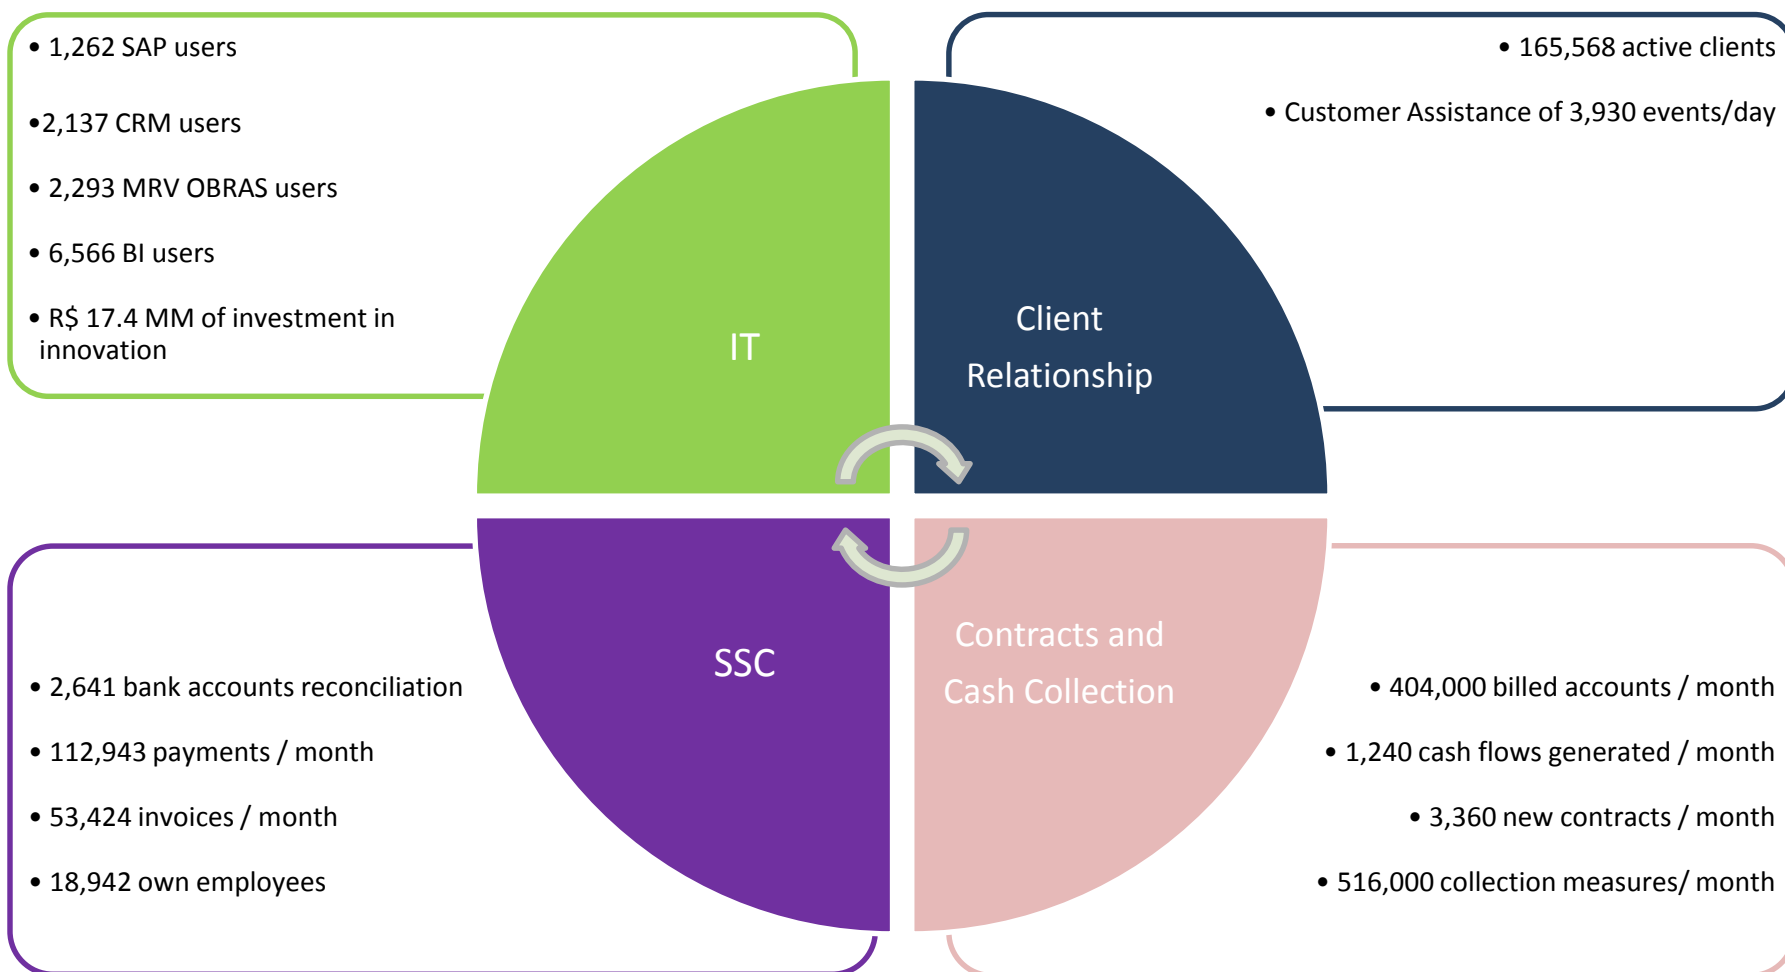 • 1,262 SAP users
•2,137 CRM users
• 2,293 MRV OBRAS users
• 6,566 BI users
• R$ 17.4 MM of investment in
innovation
IT
• 165,568 active clients
• Customer Assistance of 3,930 events/day
Client
Relationship
SSC
• 2,641 bank accounts reconciliation
• 112,943 payments / month
• 53,424 invoices / month
• 18,942 own employees
Contracts and
Cash Collection
• 404,000 billed accounts / month
• 1,240 cash flows generated / month
• 3,360 new contracts / month
• 516,000 collection measures/ month